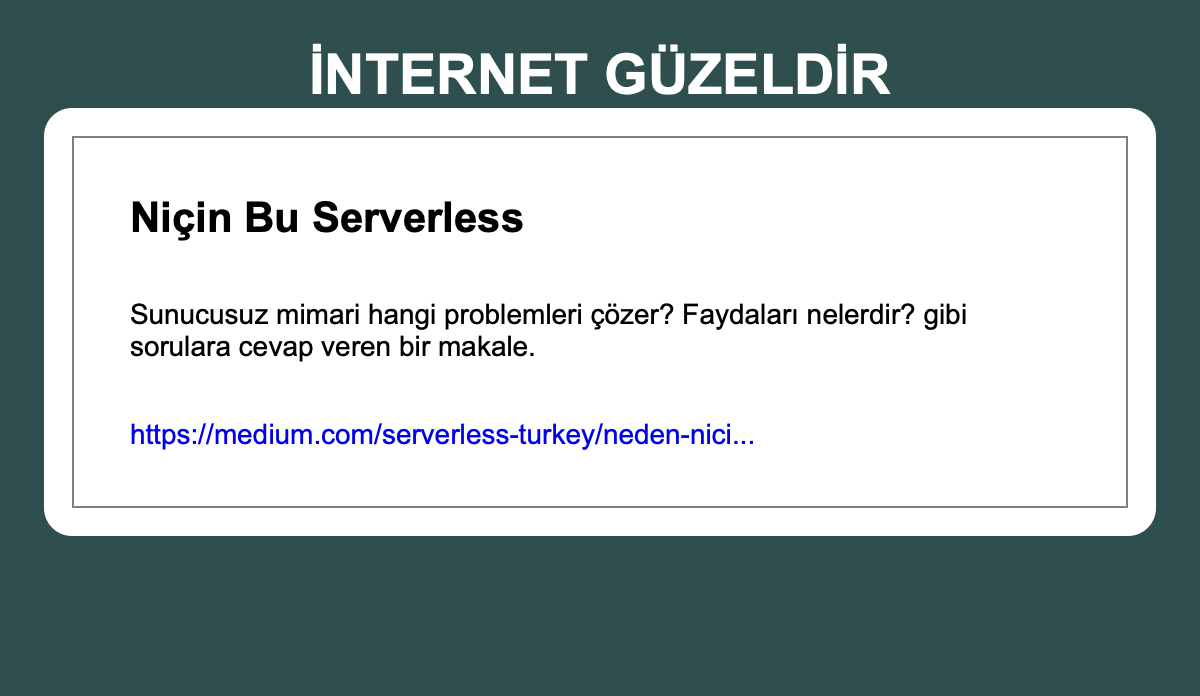 İNTERNET GÜZELDİR
Niçin Bu Serverless
Sunucusuz mimari hangi problemleri çözer? Faydaları nelerdir? gibi
sorulara cevap veren bir makale.
https://medium.com/serverless-turkey/neden-nici...